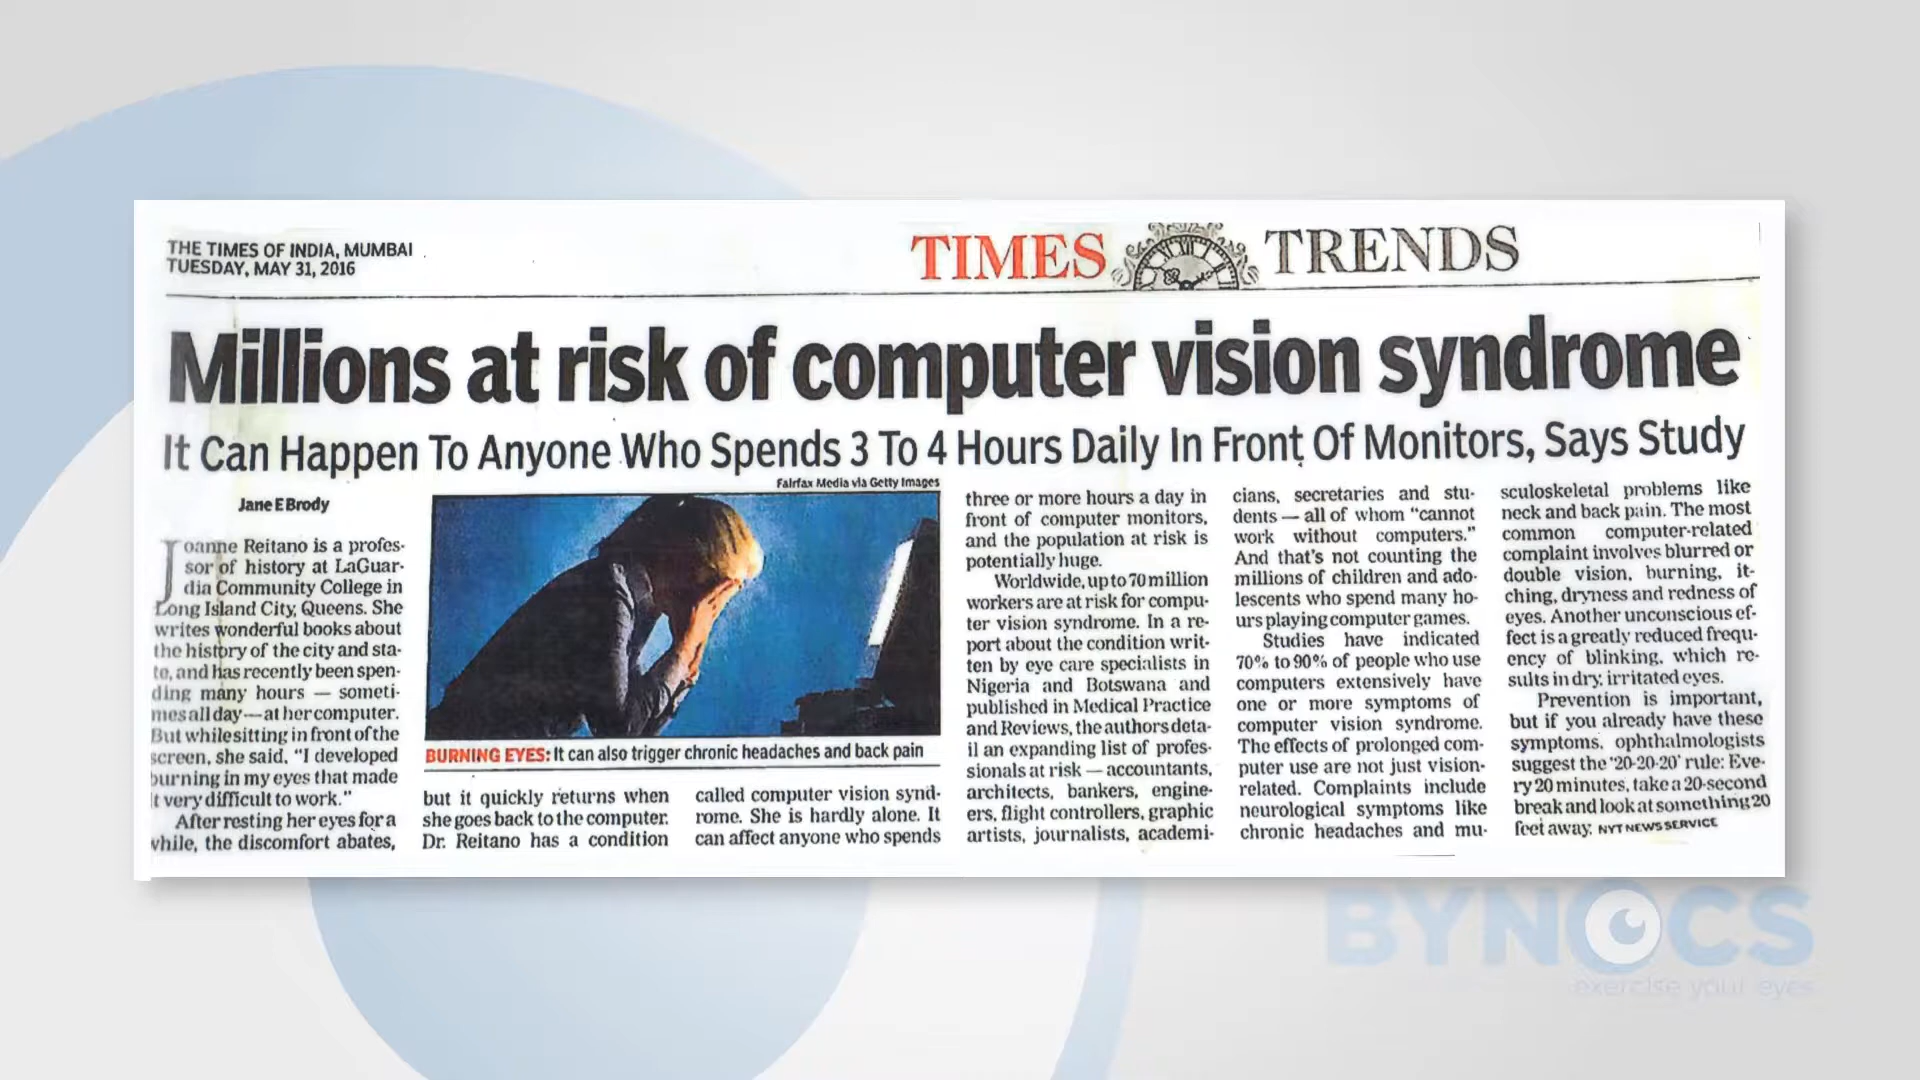 THE TIMES OF INDIA, MUMBAI
TUESDAY, MAY 31, 2016
TIMES TRENDS
Millions at risk of computer vision syndrome
It Can Happen To Anyone Who Spends 3 To 4 Hours Daily In Front Of Monitors, Says Study
Jane E Brody
Joanne Reitano is a profes-
sor of history at LaGuar-
dia Community College in
Long Island City, Queens. She
writes wonderful books about
the history of the city and sta-
te, and has recently been spen-
ding many hours — someti-
mes all day — at her computer.
But while sitting in front of the
screen, she said, “I developed
burning in my eyes that made
it very difficult to work.”
After resting her eyes for a
while, the discomfort abates,
Fairfax Media via Getty Images
BURNING EYES: It can also trigger chronic headaches and back pain
but it quickly returns when
she goes back to the computer.
Dr. Reitano has a condition
called computer vision synd-
rome. She is hardly alone. It
can affect anyone who spends
three or more hours a day in
front of computer monitors,
and the population at risk is
potentially huge.
Worldwide, up to 70 million
workers are at risk for compu-
ter vision syndrome. In a re-
port about the condition writ-
ten by eye care specialists in
Nigeria and Botswana and
published in Medical Practice
and Reviews, the authors deta-
il an expanding list of profes-
sionals at risk — accountants,
architects, bankers, engine-
ers, flight controllers, graphic
artists, journalists, academi-
cians, secretaries and stu-
dents — all of whom “cannot
work without computers.”
And that’s not counting the
millions of children and ado-
lescents who spend many ho-
urs playing computer games.
Studies have indicated
70% to 90% of people who use
computers extensively have
one or more symptoms of
computer vision syndrome.
The effects of prolonged com-
puter use are not just vision-
related. Complaints include
neurological symptoms like
chronic headaches and mu-
sculoskeletal problems like
neck and back pain. The most
common computer-related
complaint involves blurred or
double vision, burning, it-
ching, dryness and redness of
eyes. Another unconscious ef-
fect is a greatly reduced frequ-
ency of blinking, which re-
sults in dry, irritated eyes.
Prevention is important,
but if you already have these
symptoms, ophthalmologists
suggest the ‘20-20-20’ rule: Eve-
ry 20 minutes, take a 20-second
break and look at something 20
feet away. NYT NEWS SERVICE
BYNOCS
exercise your eyes